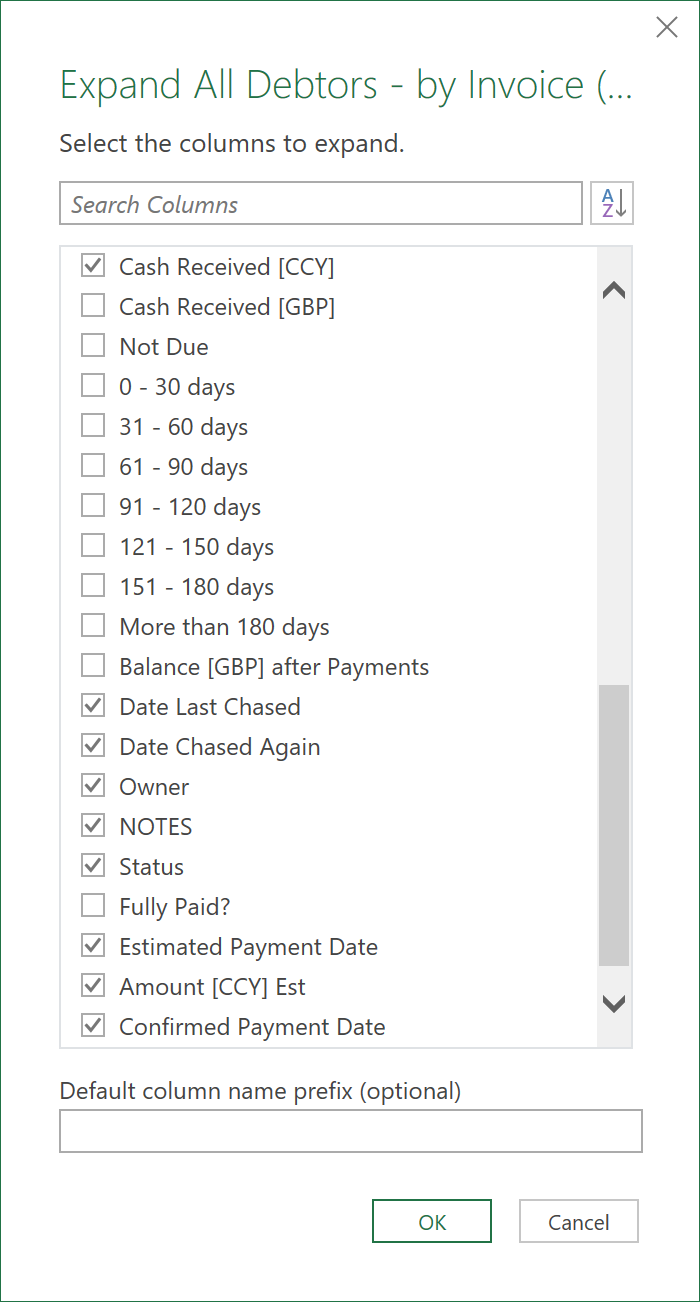 Expand All Debtors - by Invoice (...
Select the columns to expand.
Search Columns
A
Z
Cash Received [CCY]
Cash Received [GBP]
Not Due
0 - 30 days
31 - 60 days
61 - 90 days
91 - 120 days
121 - 150 days
151 - 180 days
More than 180 days
Balance [GBP] after Payments
Date Last Chased
Date Chased Again
Owner
NOTES
Status
Fully Paid?
Estimated Payment Date
Amount [CCY] Est
Confirmed Payment Date
Default column name prefix (optional)
OK Cancel